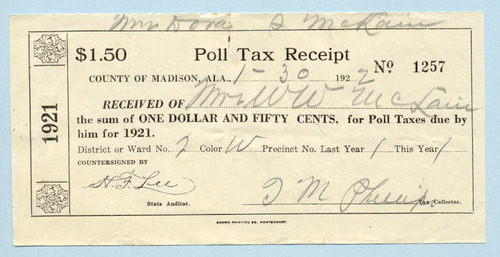 Mrs Dora S McKain
$1.50 Poll Tax Receipt
COUNTY OF MADISON, ALA., 1-30 1922 No 1257
RECEIVED OF Mrs W W McLain
the sum of ONE DOLLAR AND FIFTY CENTS, for Poll Taxes due by
him for 1921.
District or Ward No. 2 Color W Precinct No. Last Year 1 This Year 1
COUNTERSIGNED BY
H. F. Lee T M Phillip
State Auditor. Tax Collector.
BROWN PRINTING CO., MONTGOMERY.
1921